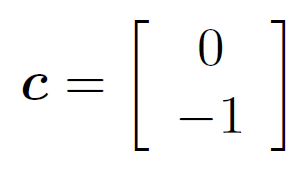 c = [ 0
−1 ]